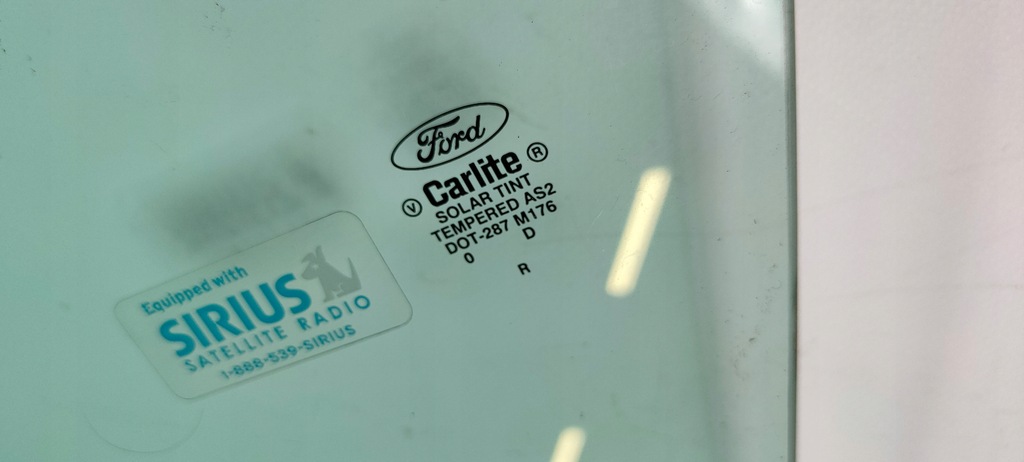 Ford
Carlite ®
Ⓥ
SOLAR TINT
TEMPERED AS2
DOT-287 M176
0 D
R
Equipped with
SIRIUS
SATELLITE RADIO
1-888-539-SIRIUS